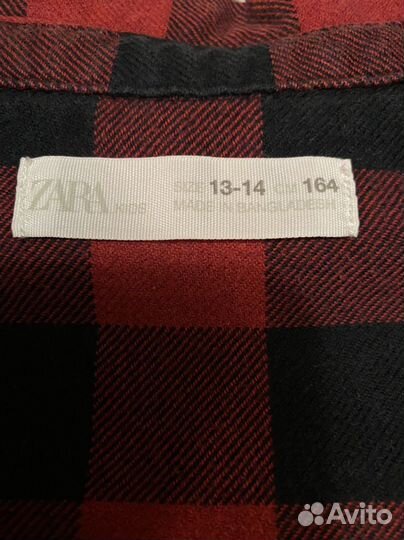 ZARA KIDS SIZE 13-14 CM 164
MADE IN BANGLADESH
Avito